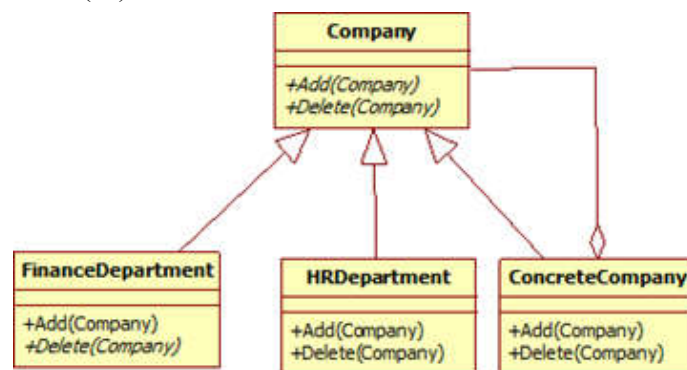 Company
+Add(Company)
+Delete(Company)
FinanceDepartment
+Add(Company)
+Delete(Company)
HRDepartment
+Add(Company)
+Delete(Company)
ConcreteCompany
+Add(Company)
+Delete(Company)